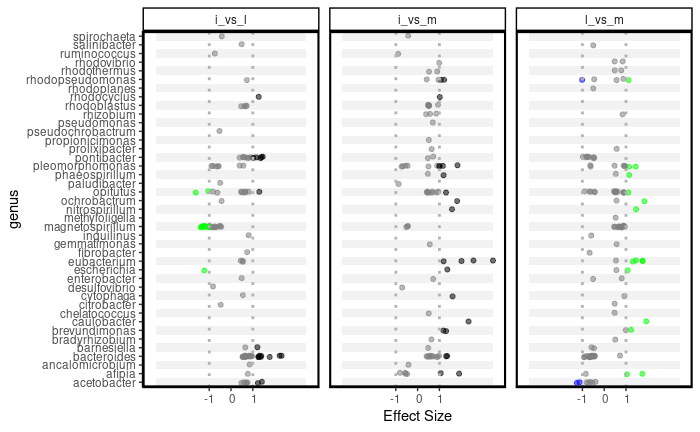 i_vs_l
i_vs_m
l_vs_m
genus
spirochaeta
salinibacter
ruminococcus
rhodovibrio
rhodothermus
rhodopseudomonas
rhodoplanes
rhodocyclus
rhodoblastus
rhizobium
pseudomonas
pseudochrobactrum
propionicimonas
prolixibacter
pontibacter
pleomorphomonas
phaeospirillum
paludibacter
opitutus
ochrobactrum
nitrospirillum
methyloligella
magnetospirillum
inquilinus
gemmatimonas
fibrobacter
eubacterium
escherichia
enterobacter
desulfovibrio
cytophaga
citrobacter
chelatococcus
caulobacter
brevundimonas
bradyrhizobium
barnesiella
bacteroides
ancalomicrobium
afipia
acetobacter
-1 0 1
-1 0 1
-1 0 1
Effect Size